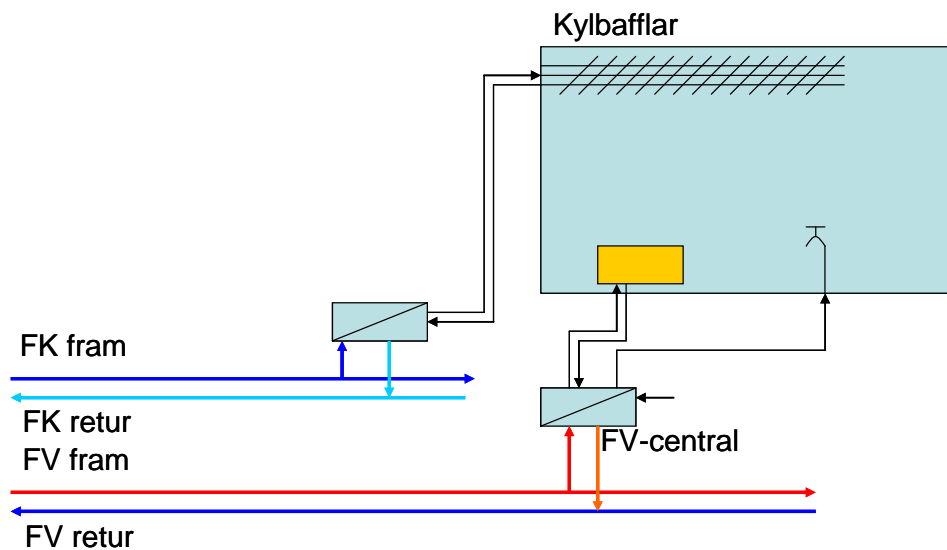 Kylbafflar
FK fram
FK retur
FV-central
FV fram
FV retur